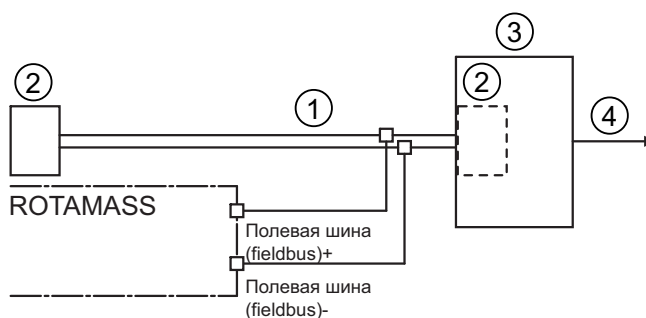 ③
②
①
②
④
ROTAMASS
Полевая шина
(fieldbus)+
Полевая шина
(fieldbus)-